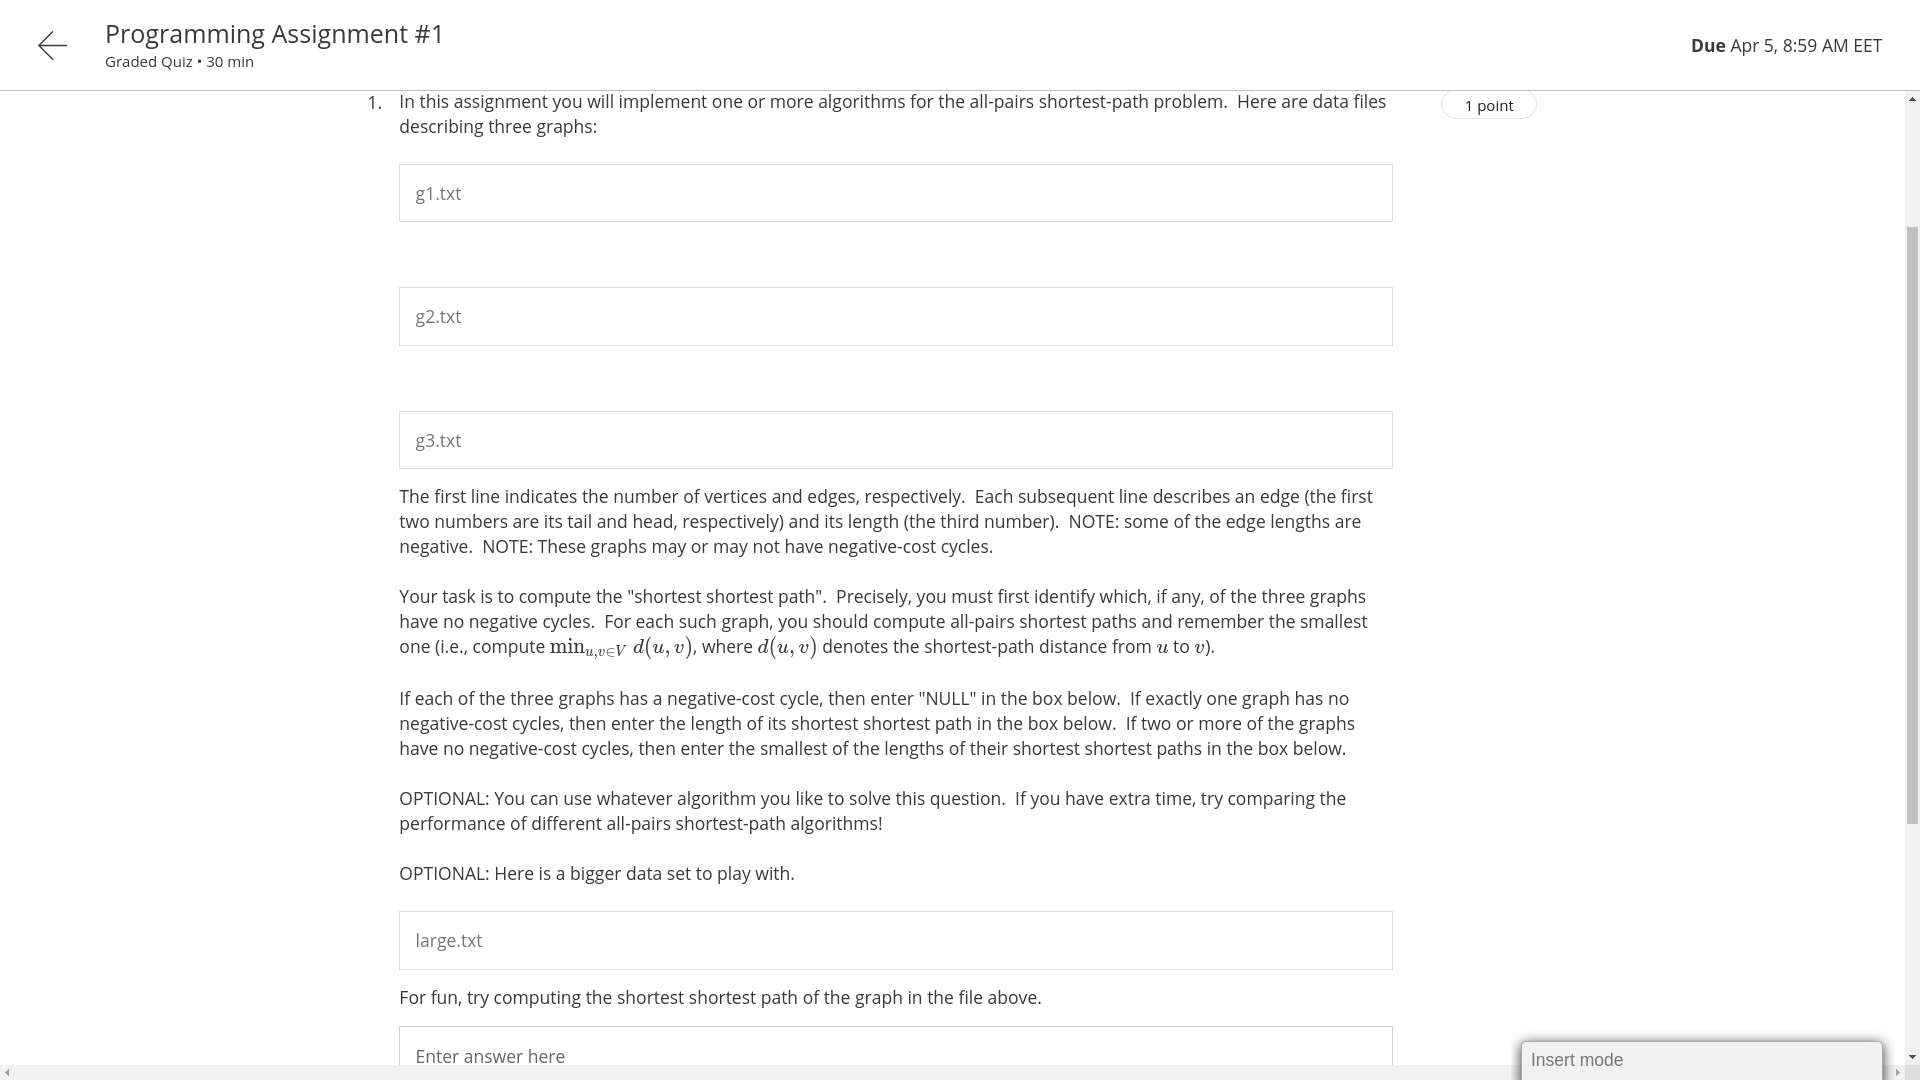 Programming Assignment #1
Graded Quiz • 30 min
Due Apr 5, 8:59 AM EET
1. In this assignment you will implement one or more algorithms for the all-pairs shortest-path problem.  Here are data files
1 point
describing three graphs:
g1.txt
g2.txt
g3.txt
The first line indicates the number of vertices and edges, respectively.  Each subsequent line describes an edge (the first
two numbers are its tail and head, respectively) and its length (the third number).  NOTE: some of the edge lengths are
negative.  NOTE: These graphs may or may not have negative-cost cycles.
Your task is to compute the "shortest shortest path".  Precisely, you must first identify which, if any, of the three graphs
have no negative cycles.  For each such graph, you should compute all-pairs shortest paths and remember the smallest
one (i.e., compute min_{u,v∈V} d(u, v), where d(u, v) denotes the shortest-path distance from u to v).
If each of the three graphs has a negative-cost cycle, then enter "NULL" in the box below.  If exactly one graph has no
negative-cost cycles, then enter the length of its shortest shortest path in the box below.  If two or more of the graphs
have no negative-cost cycles, then enter the smallest of the lengths of their shortest shortest paths in the box below.
OPTIONAL: You can use whatever algorithm you like to solve this question.  If you have extra time, try comparing the
performance of different all-pairs shortest-path algorithms!
OPTIONAL: Here is a bigger data set to play with.
large.txt
For fun, try computing the shortest shortest path of the graph in the file above.
Enter answer here
Insert mode